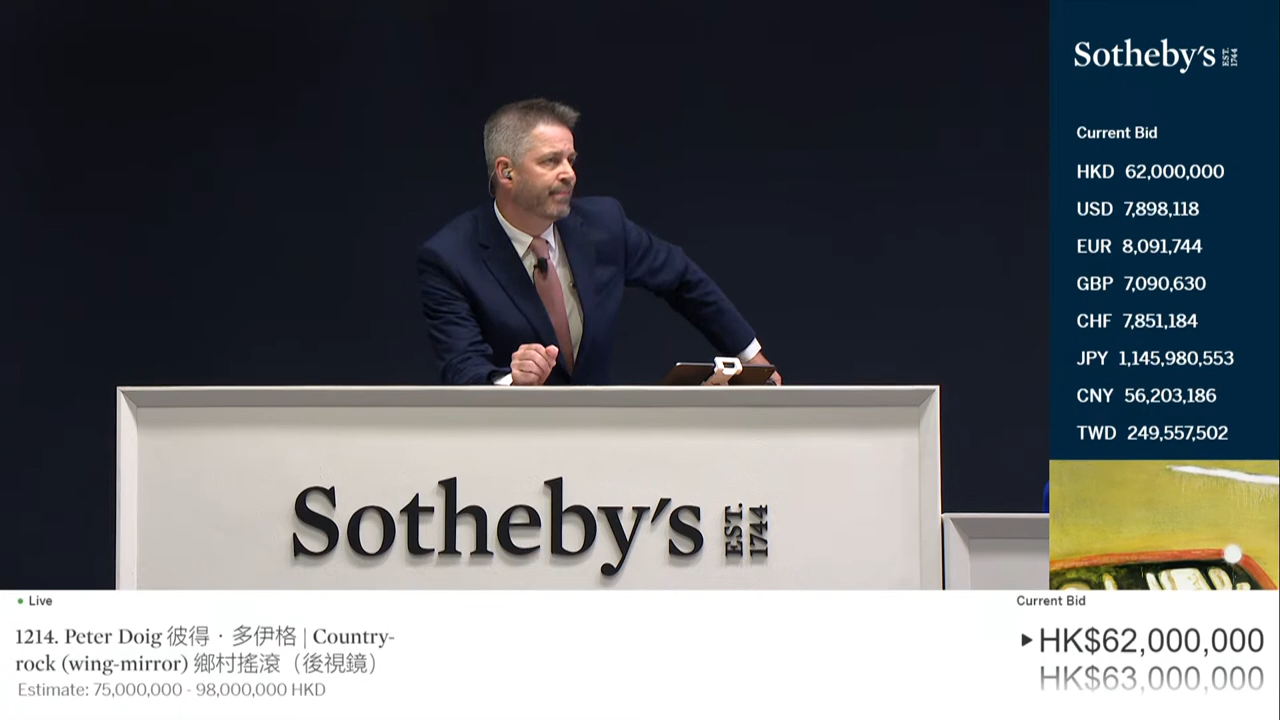 Sotheby's EST. 1744
Current Bid
HKD 62,000,000
USD 7,898,118
EUR 8,091,744
GBP 7,090,630
CHF 7,851,184
JPY 1,145,980,553
CNY 56,203,186
TWD 249,557,502
Sotheby's EST. 1744
Live
1214. Peter Doig 彼得・多伊格 | Country-
rock (wing-mirror) 鄉村搖滾（後視鏡）
Estimate: 75,000,000 - 98,000,000 HKD
Current Bid
HK$62,000,000
HK$63,000,000